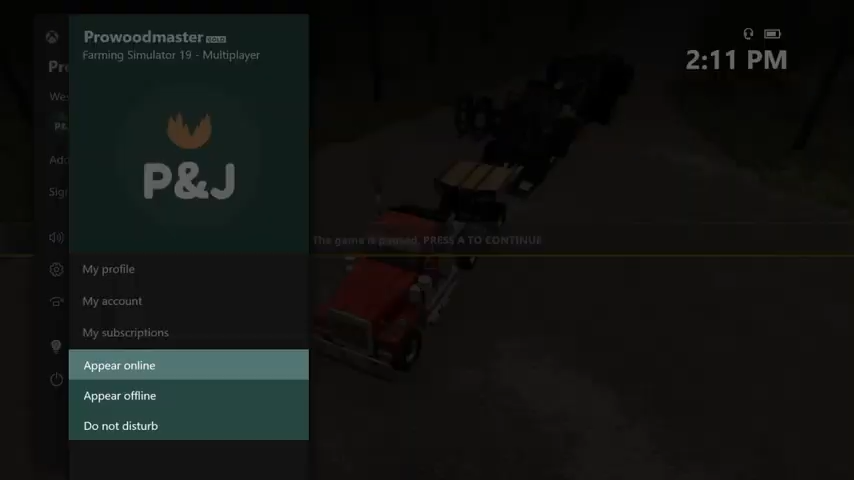 Prowoodmaster GOLD
Farming Simulator 19 - Multiplayer
2:11 PM
P&J
The game is paused. PRESS A TO CONTINUE
My profile
My account
My subscriptions
Appear online
Appear offline
Do not disturb